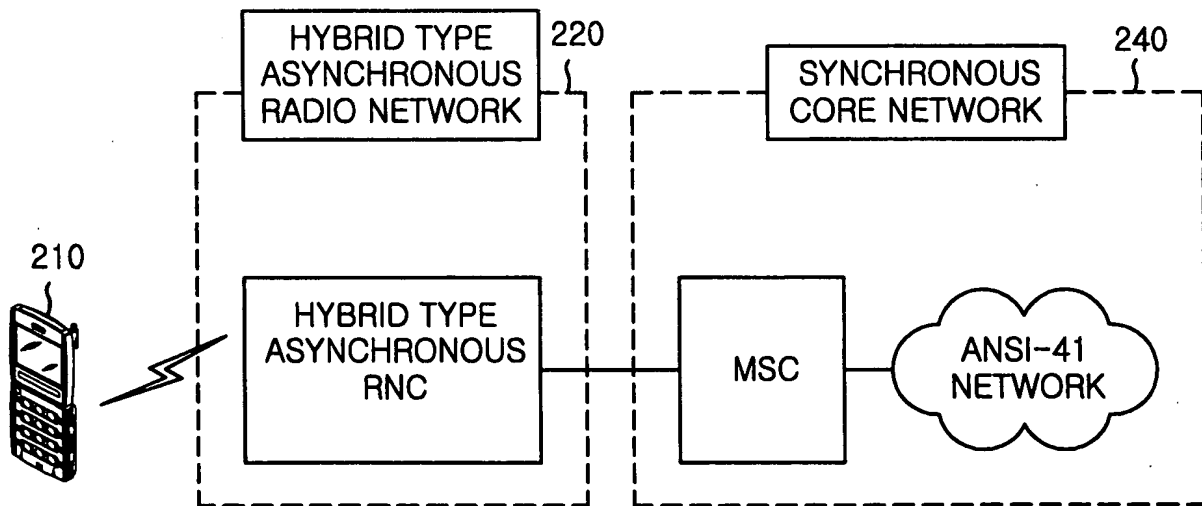 HYBRID TYPE
ASYNCHRONOUS
RADIO NETWORK
220
SYNCHRONOUS
CORE NETWORK
240
210
HYBRID TYPE
ASYNCHRONOUS
RNC
MSC
ANSI-41
NETWORK